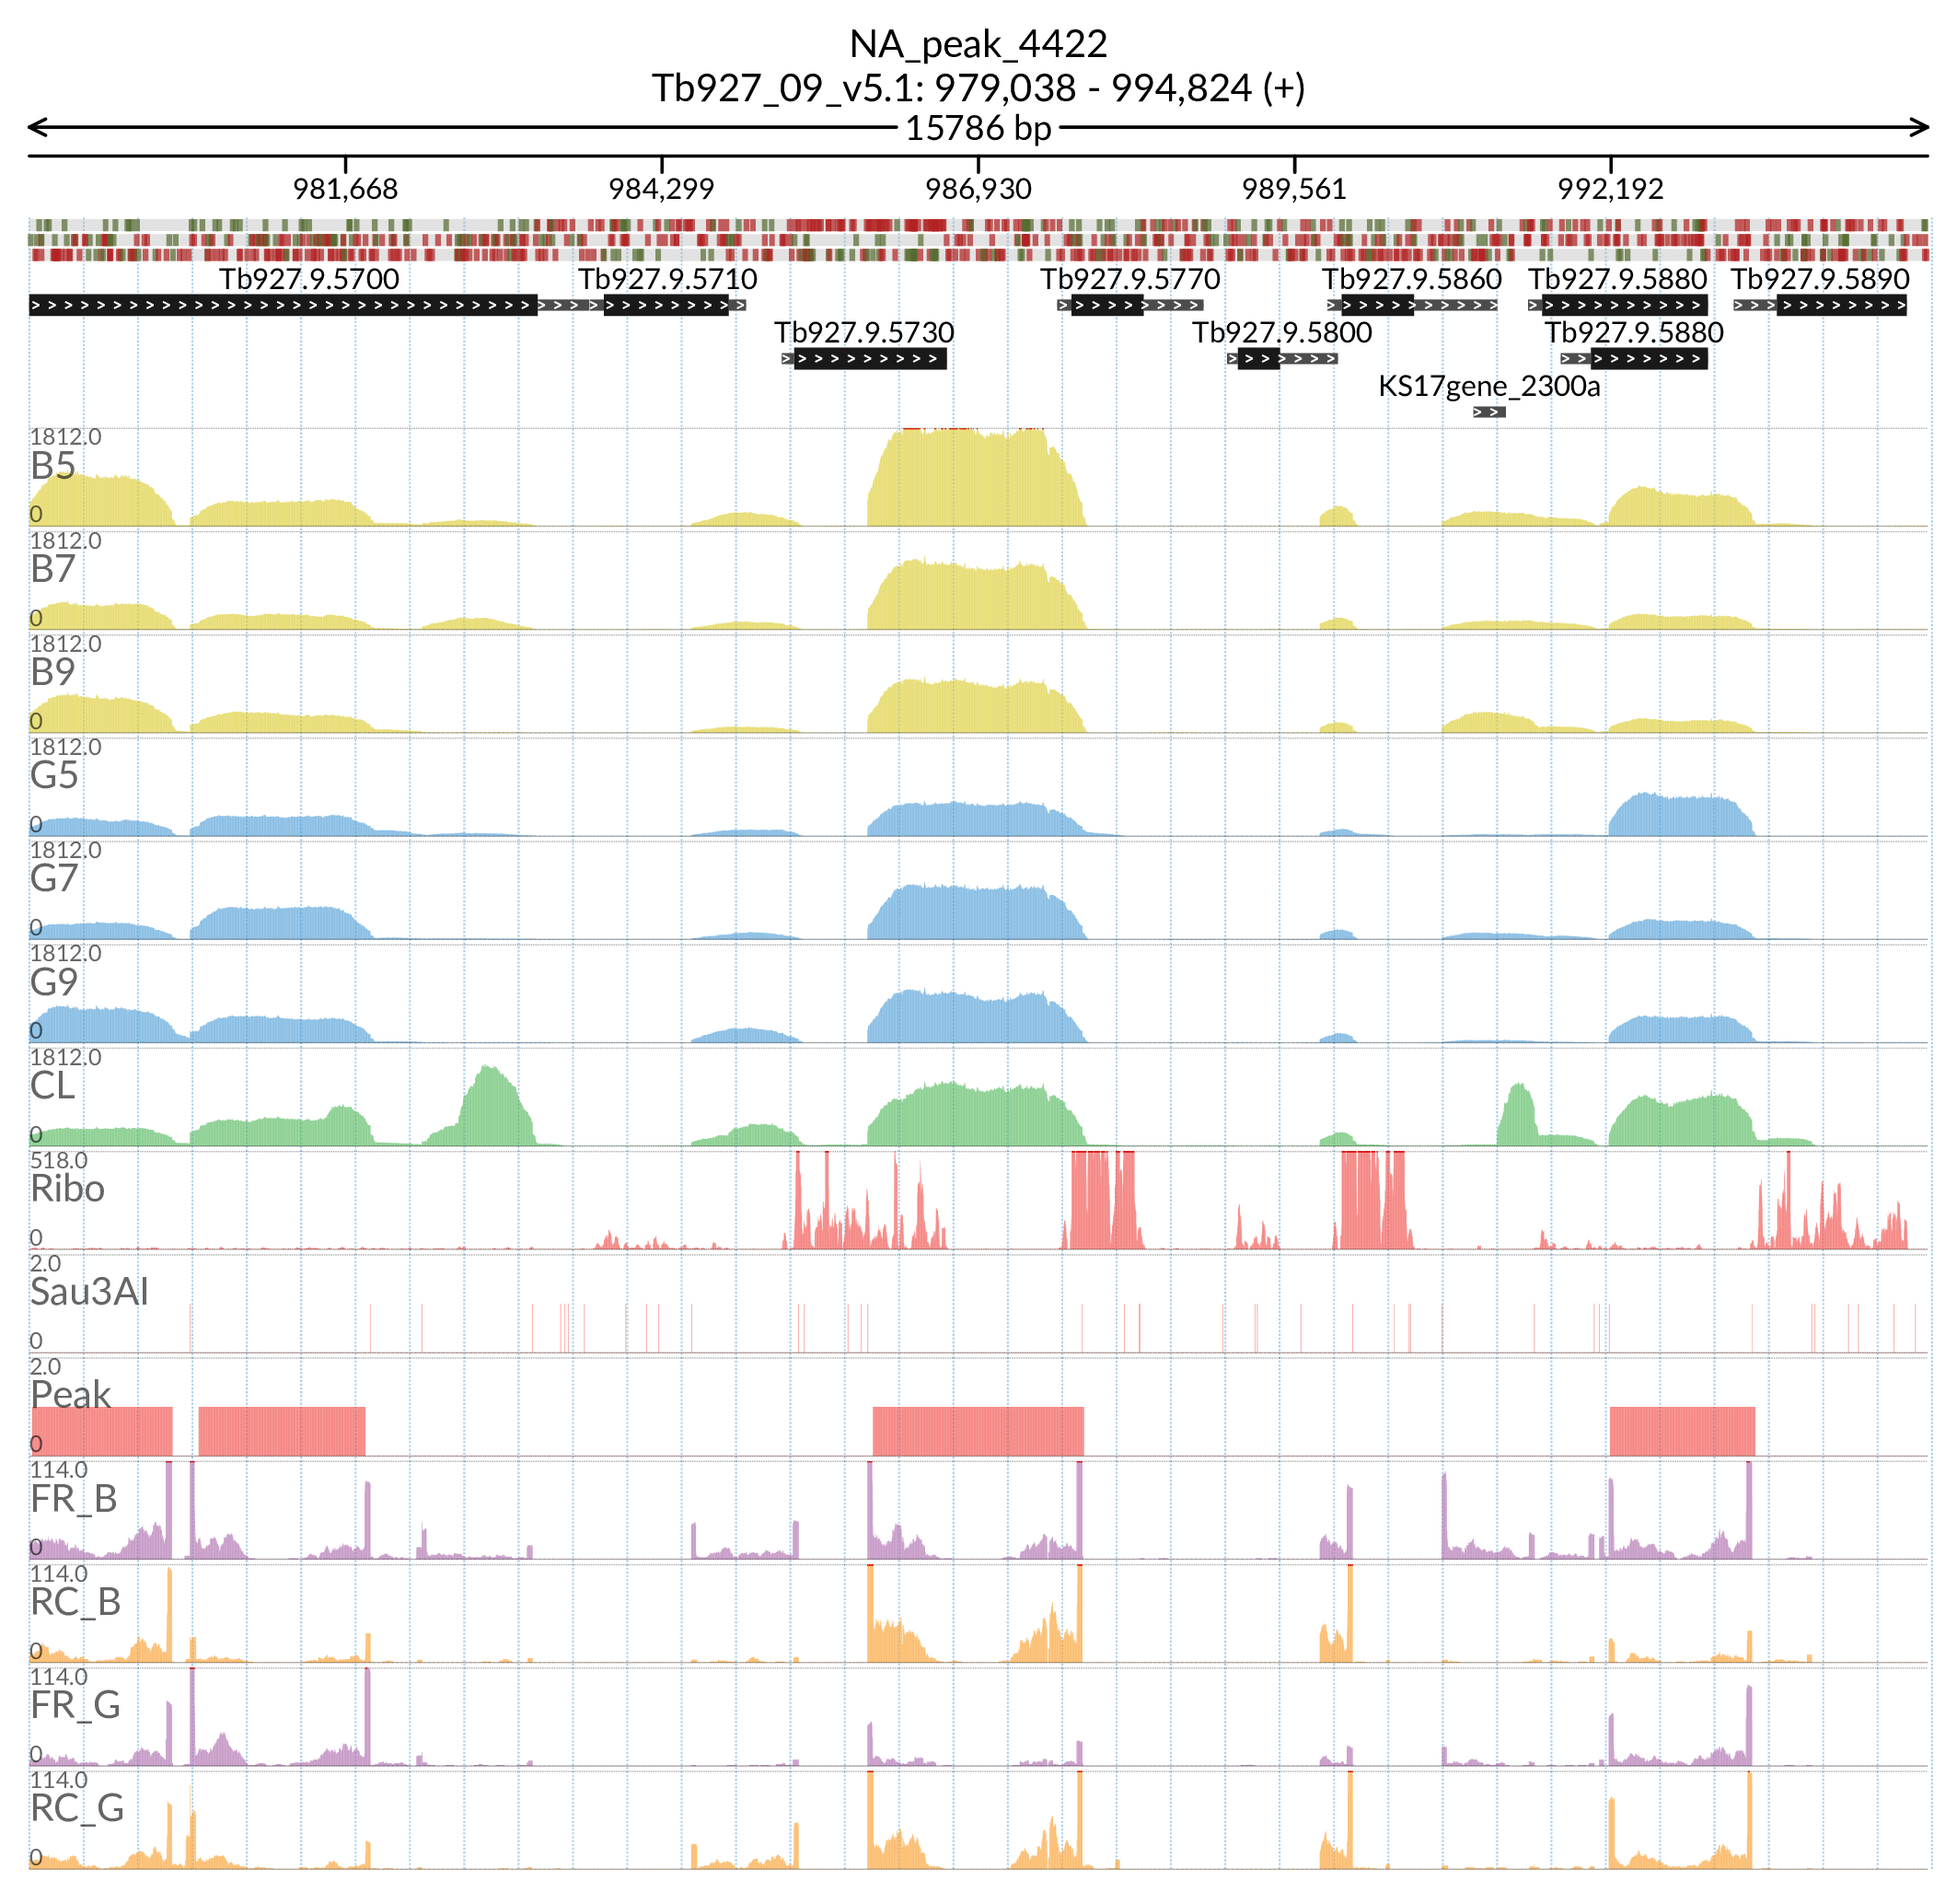 NA_peak_4422
Tb927_09_v5.1: 979,038 - 994,824 (+)
15786 bp
981,668 984,299 986,930 989,561 992,192
Tb927.9.5700 Tb927.9.5710 Tb927.9.5770 Tb927.9.5860 Tb927.9.5880 Tb927.9.5890
Tb927.9.5730 Tb927.9.5800 Tb927.9.5880
KS17gene_2300a
1812.0
B5
0
1812.0
B7
0
1812.0
B9
0
1812.0
G5
0
1812.0
G7
0
1812.0
G9
0
1812.0
CL
0
518.0
Ribo
0
2.0
Sau3AI
0
2.0
Peak
0
114.0
FR_B
0
114.0
RC_B
0
114.0
FR_G
0
114.0
RC_G
0